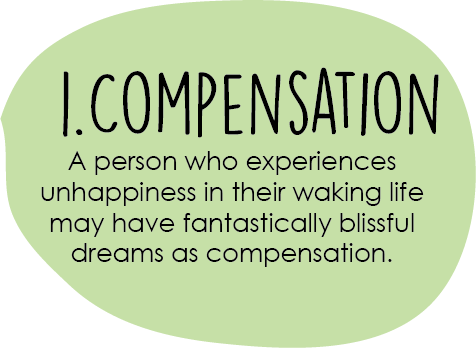 1.COMPENSATION
A person who experiences
unhappiness in their waking life
may have fantastically blissful
dreams as compensation.